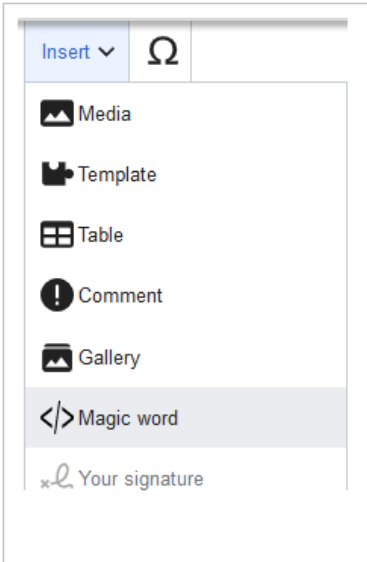 Insert Ω
Media
Template
Table
Comment
Gallery
Magic word
Your signature